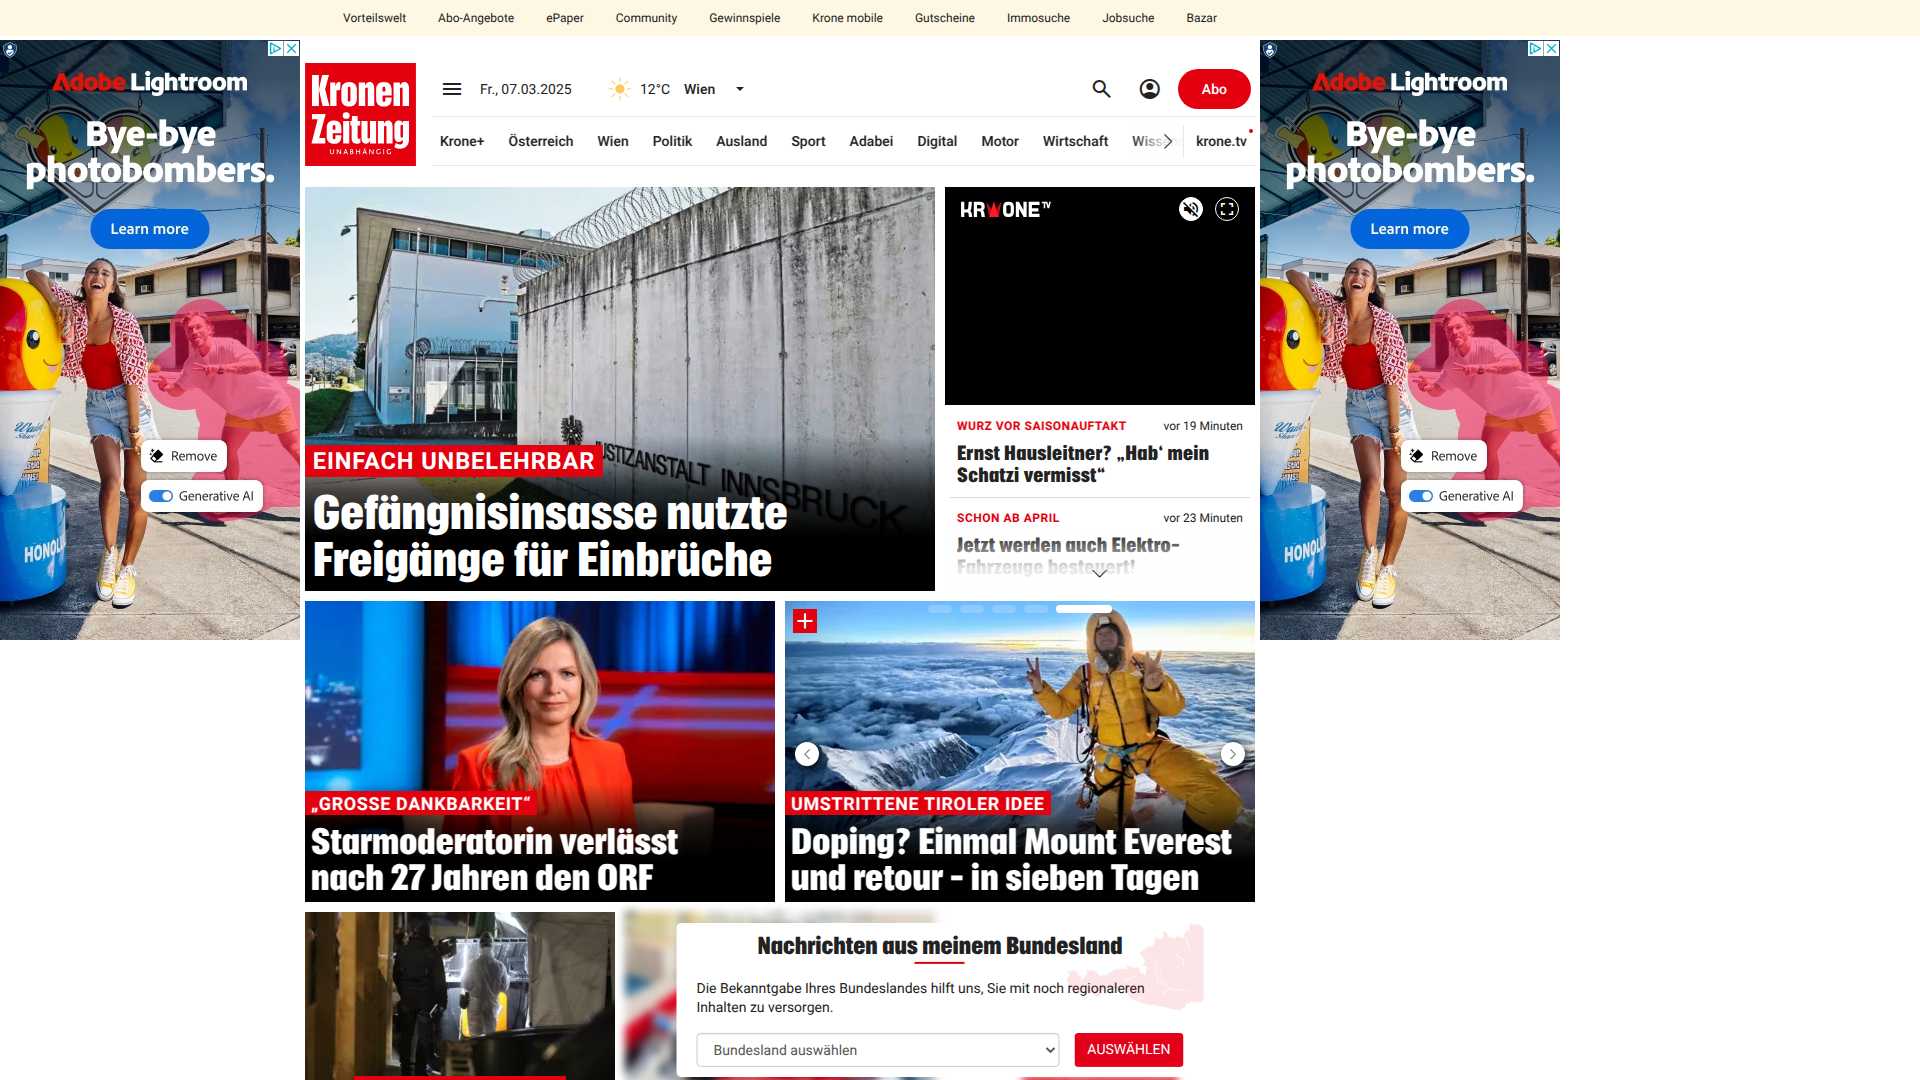 Vorteilswelt
Abo-Angebote
ePaper
Community
Gewinnspiele
Krone mobile
Gutscheine
Immosuche
Jobsuche
Bazar
Adobe Lightroom
Bye-bye
photobombers.
Learn more
Remove
Generative AI
HONOL
Kronen
Zeitung
UNABHÄNGIG
Fr., 07.03.2025
12°C
Wien
Abo
Krone+
Österreich
Wien
Politik
Ausland
Sport
Adabei
Digital
Motor
Wirtschaft
Wiss
krone.tv
JUSTIZANSTALT INNSBRUCK
EINFACH UNBELEHRBAR
Gefängnisinsasse nutzte
Freigänge für Einbrüche
KRONE TV
WURZ VOR SAISONAUFTAKT
vor 19 Minuten
Ernst Hausleitner? „Hab‘ mein
Schatzi vermisst“
SCHON AB APRIL
vor 23 Minuten
Jetzt werden auch Elektro-
Fahrzeuge besteuert!
„GROSSE DANKBARKEIT“
Starmoderatorin verlässt
nach 27 Jahren den ORF
UMSTRITTENE TIROLER IDEE
Doping? Einmal Mount Everest
und retour – in sieben Tagen
Nachrichten aus meinem Bundesland
Die Bekanntgabe Ihres Bundeslandes hilft uns, Sie mit noch regionaleren
Inhalten zu versorgen.
Bundesland auswählen
AUSWÄHLEN
Adobe Lightroom
Bye-bye
photobombers.
Learn more
Remove
Generative AI
HONOL